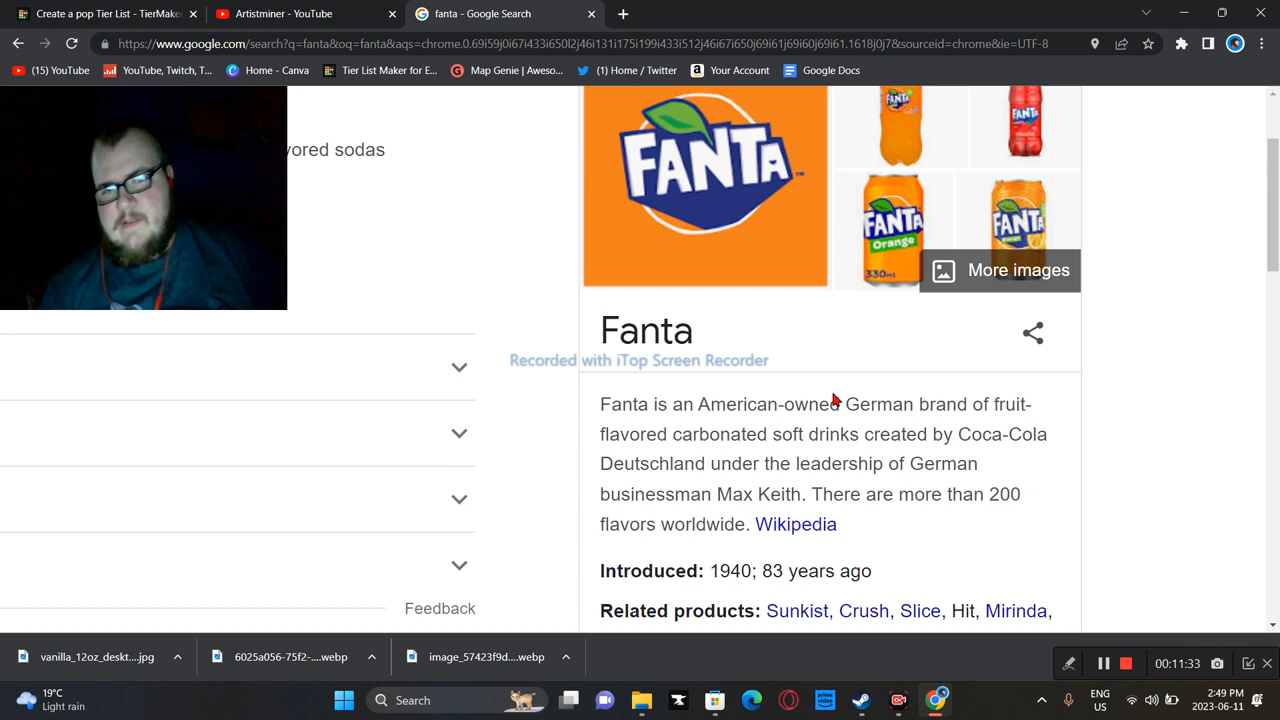 Create a pop Tier List - TierMake
Artistminer - YouTube
fanta - Google Search
https://www.google.com/search?q=fanta&oq=fanta&aqs=chrome.0.69i59j0i67i433i650l2j46i131i175i199i433i512j46i67i650j69i61j69i60j69i61.1618j0j7&sourceid=chrome&ie=UTF-8
(15) YouTube
YouTube, Twitch, T...
Home - Canva
Tier List Maker for E...
Map Genie | Aweso...
(1) Home / Twitter
Your Account
Google Docs
vored sodas
FANTA
TM
FANTA
FANTA
FANTA
Orange
330ml
FANTA
More images
Fanta
Recorded with iTop Screen Recorder
Fanta is an American-owned German brand of fruit-
flavored carbonated soft drinks created by Coca-Cola
Deutschland under the leadership of German
businessman Max Keith. There are more than 200
flavors worldwide. Wikipedia
Introduced: 1940; 83 years ago
Related products: Sunkist, Crush, Slice, Hit, Mirinda,
Feedback
vanilla_12oz_deskt....jpg
6025a056-75f2-....webp
image_57423f9d....webp
00:11:33
19°C
Light rain
Search
ENG
US
2:49 PM
2023-06-11